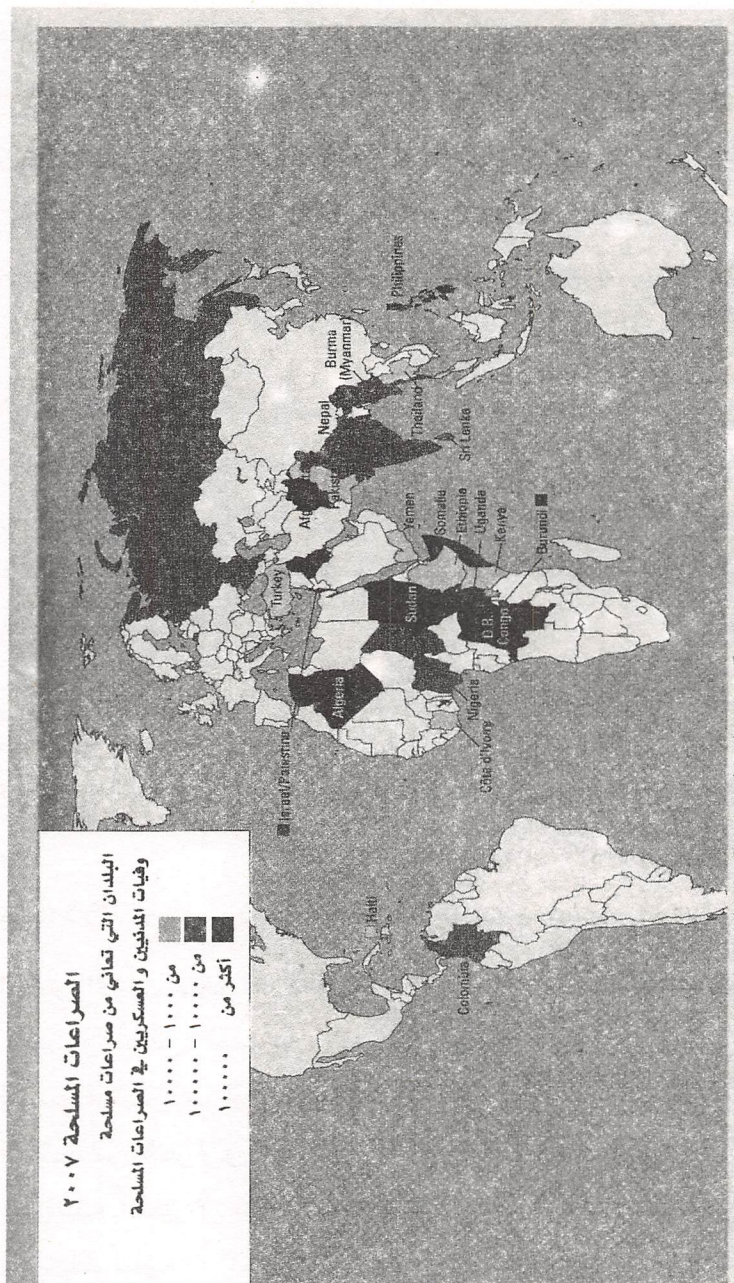 الصراعات المسلحة ٢٠٠٧
البلدان التي تعاني من صراعات مسلحة
وفيات المدنيين و العسكريين في الصراعات المسلحة
من ١٠٠٠ - ١٠٠٠٠
من ١٠٠٠٠ - ١٠٠٠٠٠
أكثر من ١٠٠٠٠٠
Haiti
Colombia
Israel/Palestine
Algeria
Côte d'Ivoire
Nigeria
Turkey
Sudan
D.R.
Congo
Yemen
Somalia
Ethiopia
Uganda
Kenya
Burundi
Nepal
Burma
(Myanmar)
Thailand
Sri Lanka
Philippines